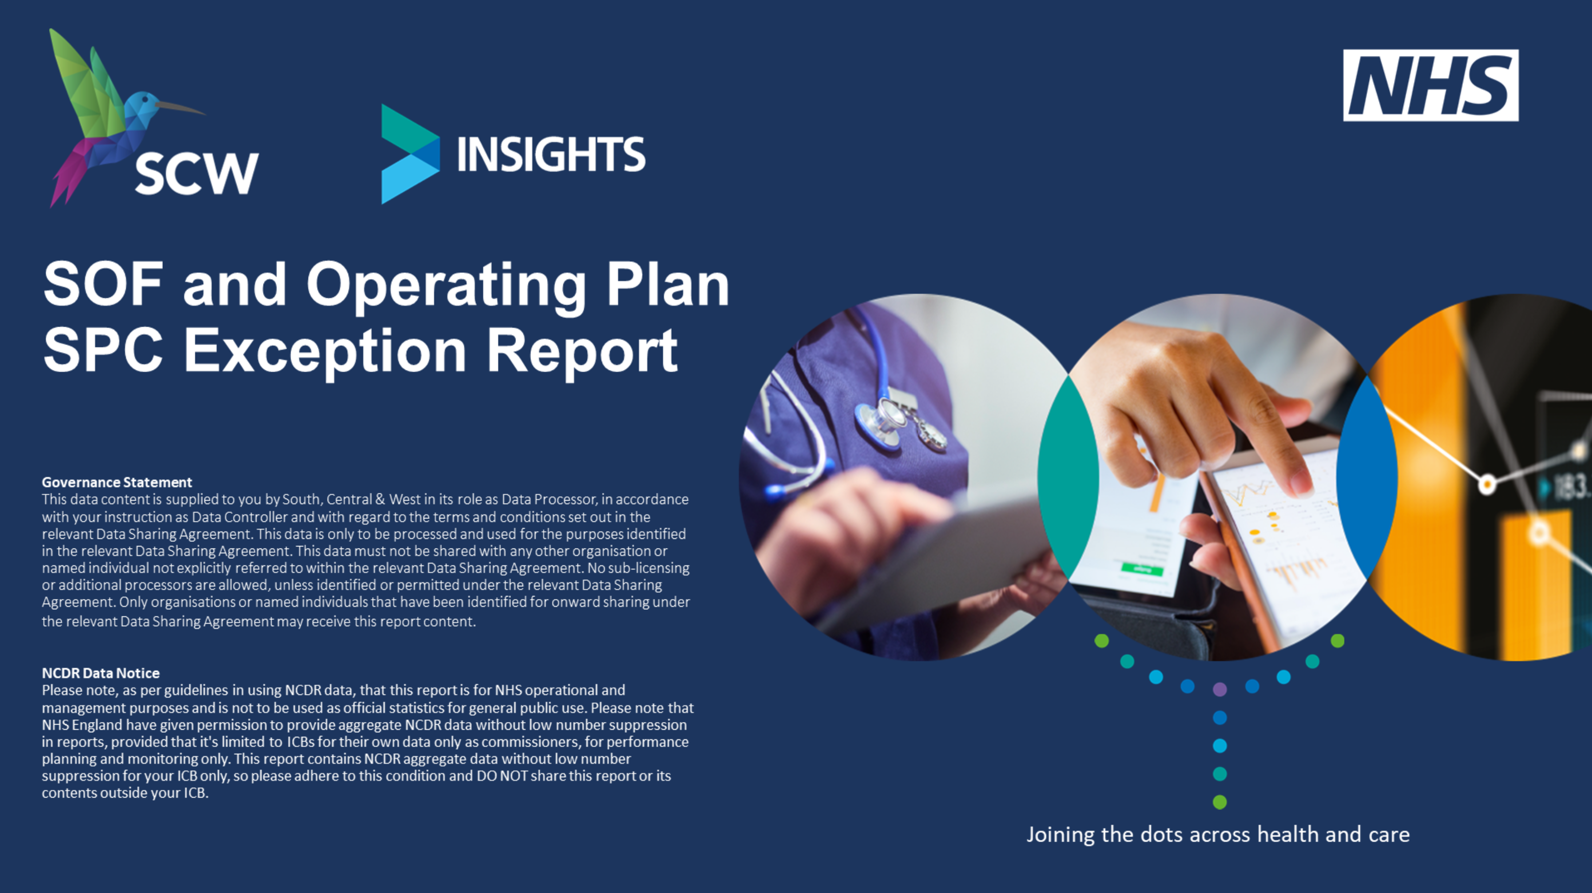 SCW
INSIGHTS
NHS
SOF and Operating Plan
SPC Exception Report
Governance Statement
This data content is supplied to you by South, Central & West in its role as Data Processor, in accordance
with your instruction as Data Controller and with regard to the terms and conditions set out in the
relevant Data Sharing Agreement. This data is only to be processed and used for the purposes identified
in the relevant Data Sharing Agreement. This data must not be shared with any other organisation or
named individual not explicitly referred to within the relevant Data Sharing Agreement. No sub-licensing
or additional processors are allowed, unless identified or permitted under the relevant Data Sharing
Agreement. Only organisations or named individuals that have been identified for onward sharing under
the relevant Data Sharing Agreement may receive this report content.
NCDR Data Notice
Please note, as per guidelines in using NCDR data, that this report is for NHS operational and
management purposes and is not to be used as official statistics for general public use. Please note that
NHS England have given permission to provide aggregate NCDR data without low number suppression
in reports, provided that it's limited to ICBs for their own data only as commissioners, for performance
planning and monitoring only. This report contains NCDR aggregate data without low number
suppression for your ICB only, so please adhere to this condition and DO NOT share this report or its
contents outside your ICB.
183.
Joining the dots across health and care